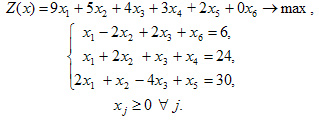 Z(x) = 9x₁ + 5x₂ + 4x₃ + 3x₄ + 2x₅ + 0x₆ → max ,
x₁ − 2x₂ + 2x₃ + x₆ = 6,
x₁ + 2x₂ + x₃ + x₄ = 24,
2x₁ + x₂ − 4x₃ + x₅ = 30,
xⱼ ≥ 0 ∀ j.